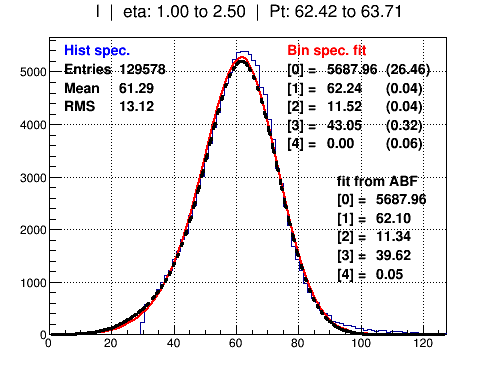 I | eta: 1.00 to 2.50 | Pt: 62.42 to 63.71
Hist spec.
Entries 129578
Mean 61.29
RMS 13.12
Bin spec. fit
[0] = 5687.96 (26.46)
[1] = 62.24 (0.04)
[2] = 11.52 (0.04)
[3] = 43.05 (0.32)
[4] = 0.00 (0.06)
fit from ABF
[0] = 5687.96
[1] = 62.10
[2] = 11.34
[3] = 39.62
[4] = 0.05
5000
4000
3000
2000
1000
0
0 20 40 60 80 100 120